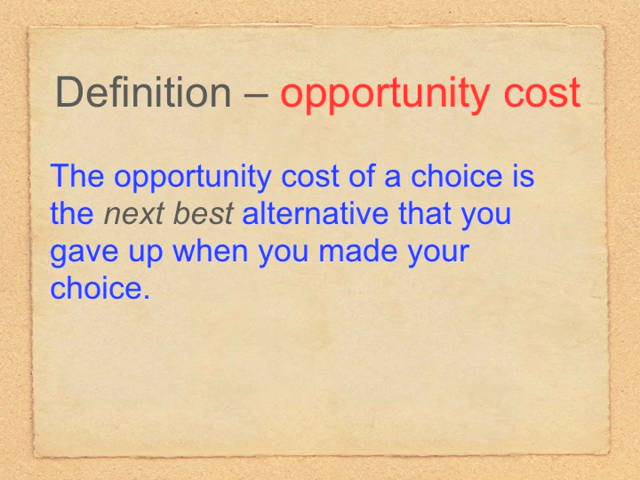 Definition – opportunity cost
The opportunity cost of a choice is
the next best alternative that you
gave up when you made your
choice.